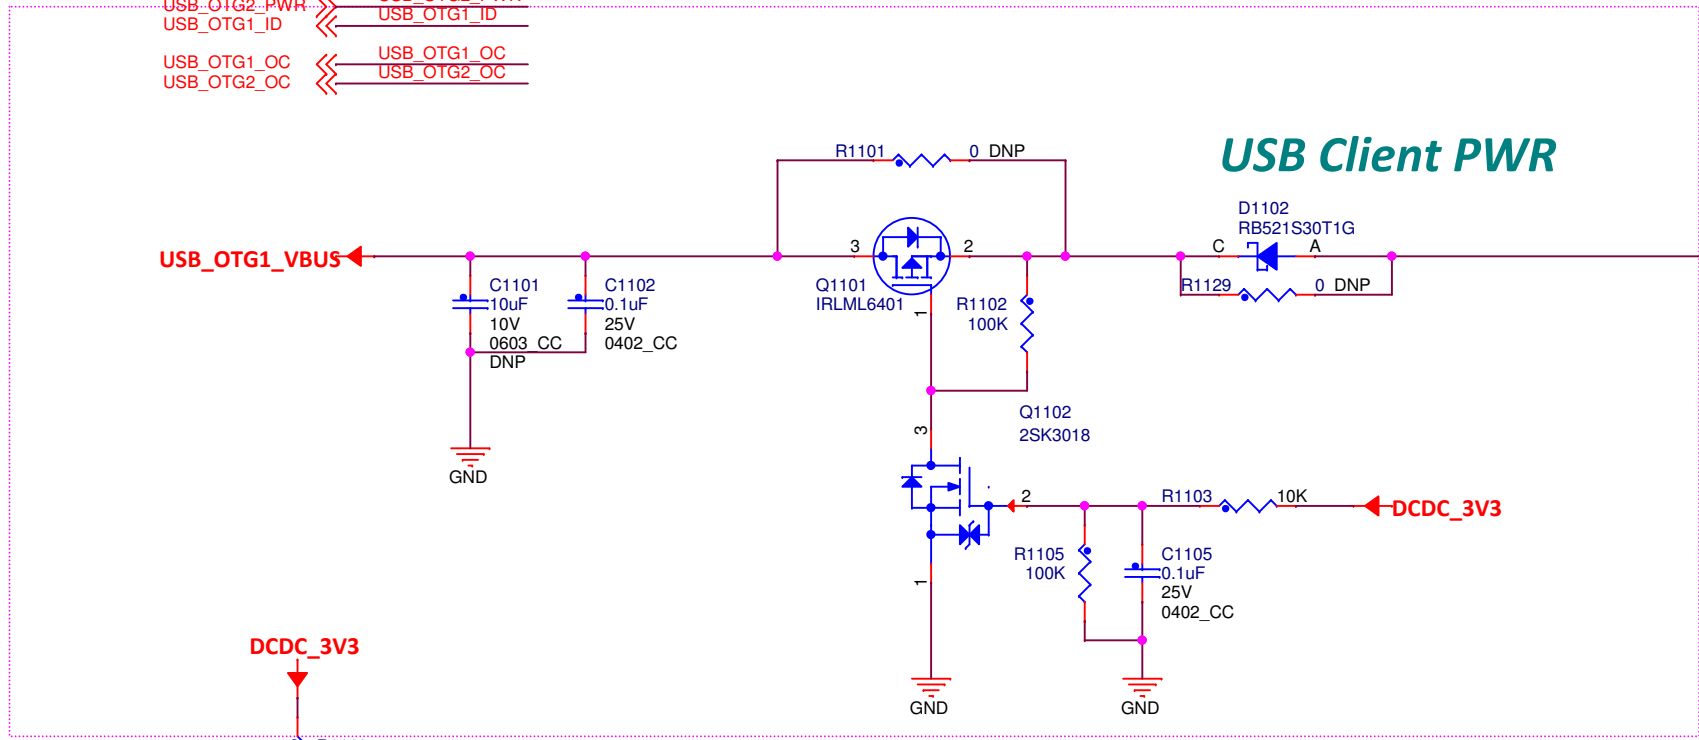 USB_OTG2_PWR USB_OTG2_PWR
USB_OTG1_ID USB_OTG1_ID
USB_OTG1_OC USB_OTG1_OC
USB_OTG2_OC USB_OTG2_OC
USB Client PWR
R1101 0 DNP
D1102
RB521S30T1G
USB_OTG1_VBUS
3 2
C A
C1101
10uF
10V
0603_CC
DNP
C1102
0.1uF
25V
0402_CC
Q1101
IRLML6401
1
R1102
100K
R1129 0 DNP
GND
Q1102
2SK3018
3
2
1
R1103 10K
DCDC_3V3
R1105
100K
C1105
0.1uF
25V
0402_CC
DCDC_3V3
GND
GND